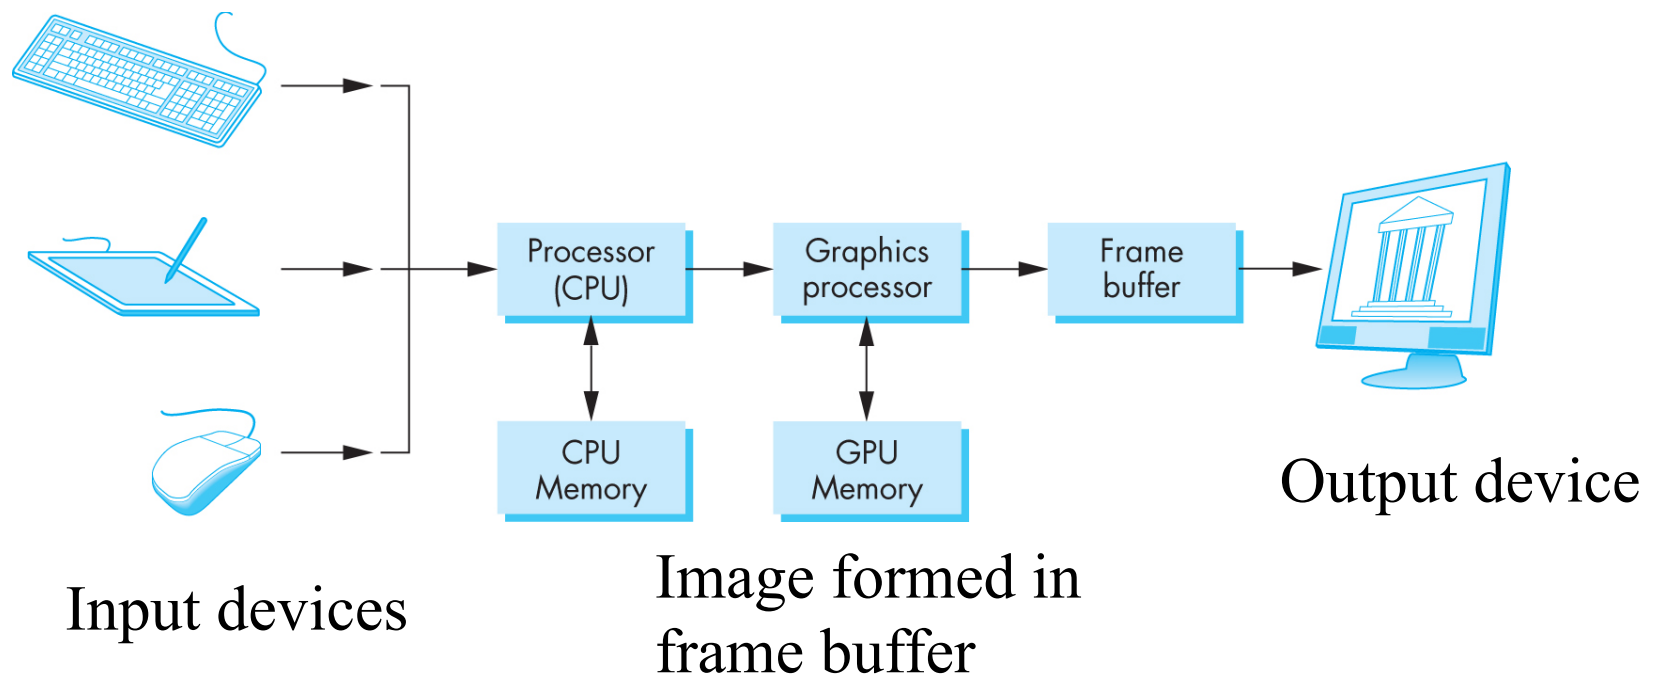 Processor
(CPU)
Graphics
processor
Frame
buffer
CPU
Memory
GPU
Memory
Output device
Image formed in
frame buffer
Input devices